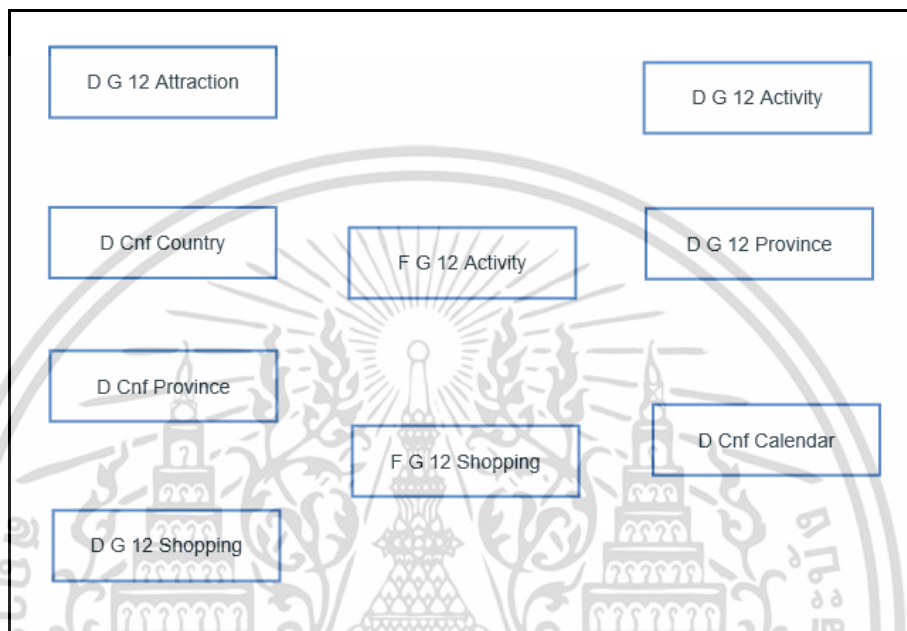 D G 12 Attraction
D G 12 Activity
D Cnf Country
D G 12 Province
F G 12 Activity
D Cnf Province
D Cnf Calendar
F G 12 Shopping
D G 12 Shopping